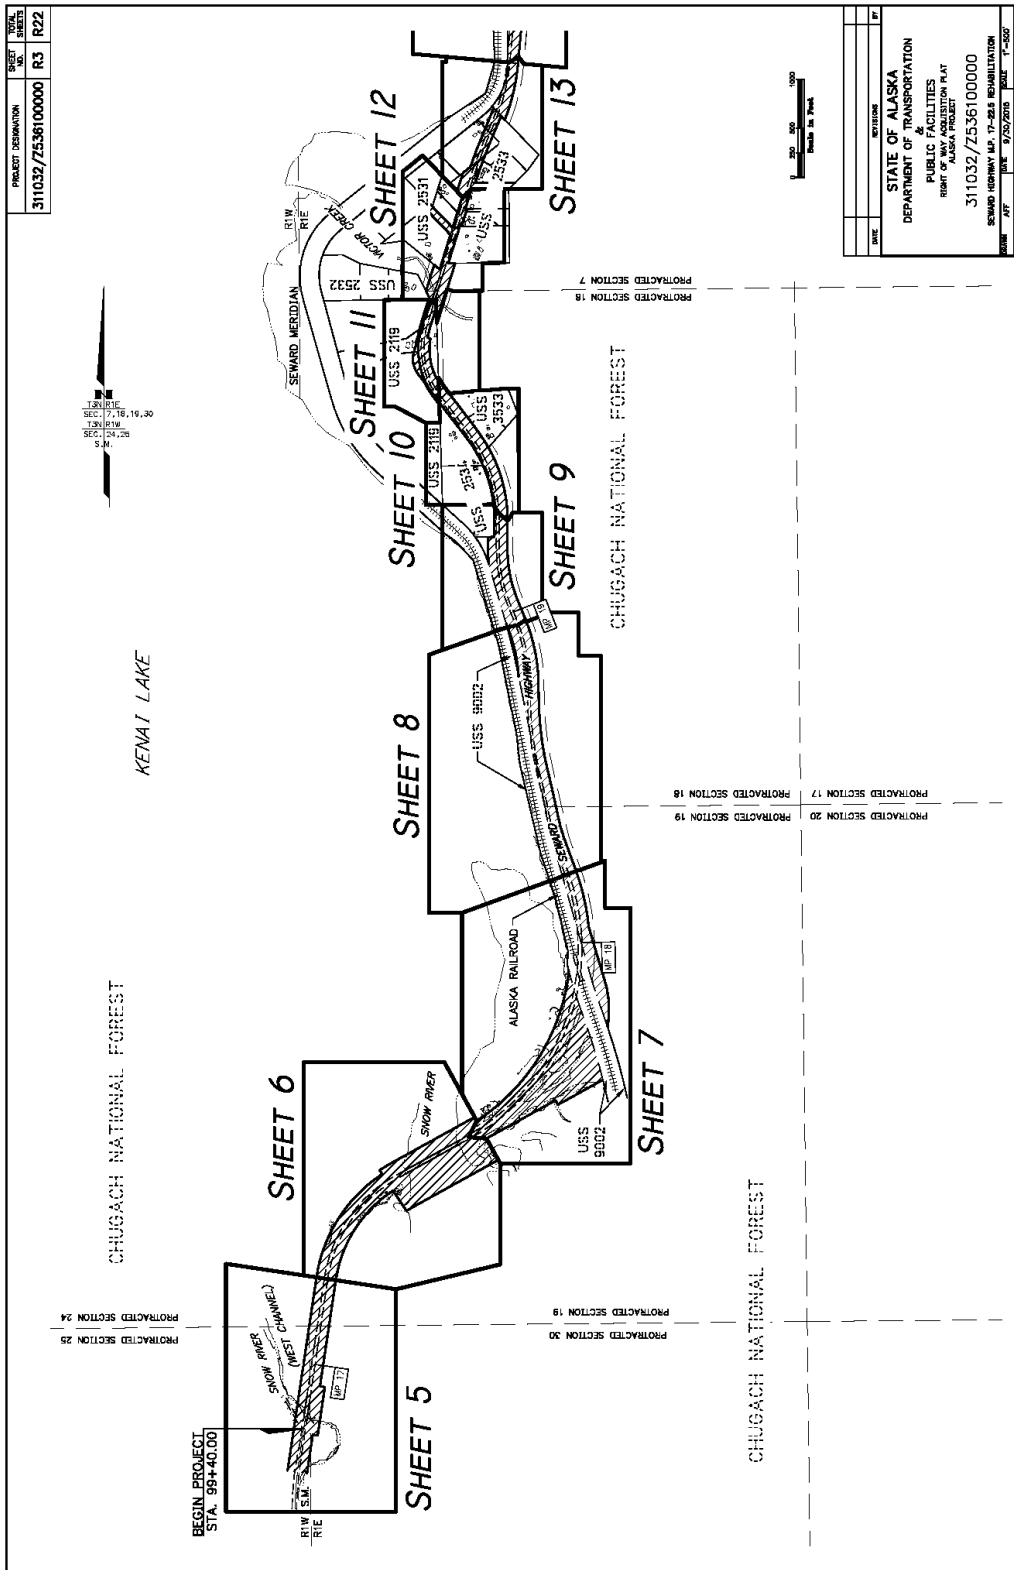 PROJECT DESIGNATION
SHEET NO.
TOTAL SHEETS
311032/Z536100000
R3
R22
N
T3N R1E
SEC. 7,18,19,30
T3N R1W
SEC. 24,25
S.M.
KENAI LAKE
CHUGACH NATIONAL FOREST
CHUGACH NATIONAL FOREST
CHUGACH NATIONAL FOREST
BEGIN PROJECT
STA. 99+40.00
R1W S.M.
R1E
SHEET 5
MP 17
SNOW RIVER
(WEST CHANNEL)
PROTRACTED SECTION 24
PROTRACTED SECTION 25
PROTRACTED SECTION 19
PROTRACTED SECTION 30
SHEET 6
SNOW RIVER
SHEET 7
USS
9002
ALASKA RAILROAD
MP 18
SHEET 8
USS 9002
SEWARD
HIGHWAY
PROTRACTED SECTION 18
PROTRACTED SECTION 19
PROTRACTED SECTION 17
PROTRACTED SECTION 20
SHEET 9
MP 19
SHEET 10
USS 2119
USS
253
USS
3533
SHEET 11
USS 2119
SEWARD MERIDIAN
R1W
R1E
USS 2532
VICTOR CREEK
SHEET 12
USS 2531
USS
2533
SHEET 13
PROTRACTED SECTION 7
PROTRACTED SECTION 18
0 250 500 1000
Scale in Feet
DATE
REVISIONS
BY
STATE OF ALASKA
DEPARTMENT OF TRANSPORTATION
&
PUBLIC FACILITIES
RIGHT OF WAY ACQUISITION PLAT
ALASKA PROJECT
311032/Z536100000
SEWARD HIGHWAY M.P. 17-22.5 REHABILITATION
DRAWN AFF DATE 9/30/2016 SCALE 1"=500'